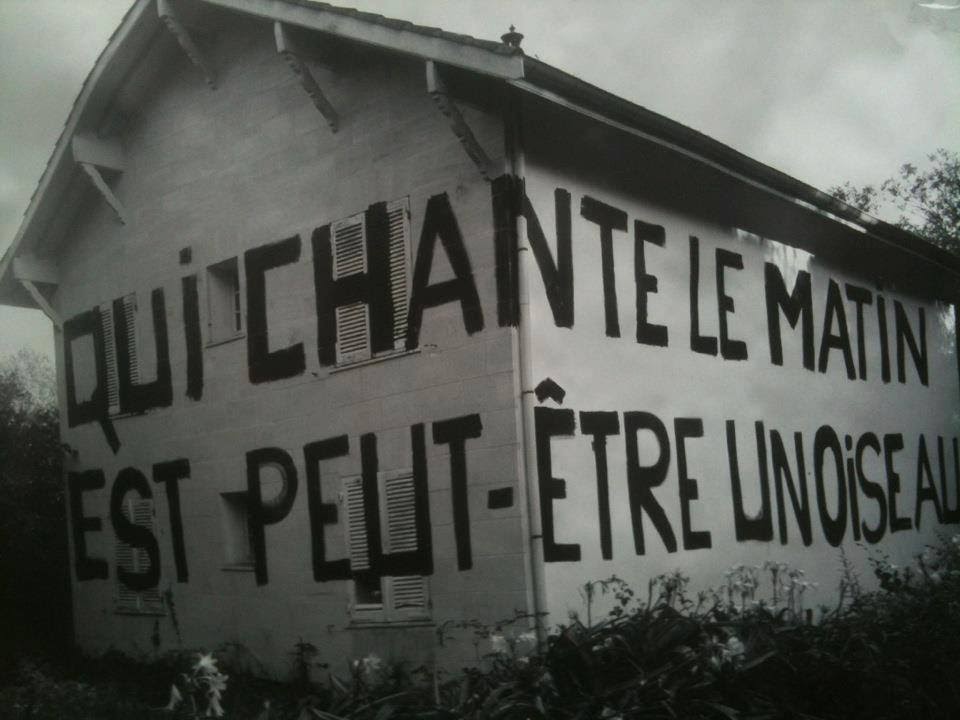 QUi CHANTE LE MATiN
EST PEUT-ÊTRE UN OiSEAU